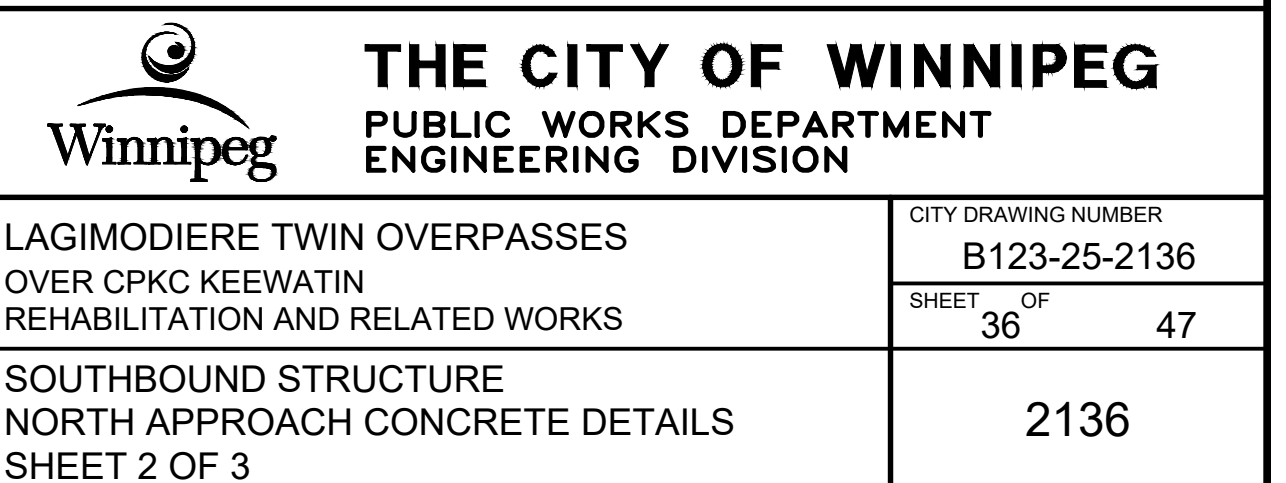 Winnipeg
THE CITY OF WINNIPEG
PUBLIC WORKS DEPARTMENT
ENGINEERING DIVISION
LAGIMODIERE TWIN OVERPASSES
OVER CPKC KEEWATIN
REHABILITATION AND RELATED WORKS
CITY DRAWING NUMBER
B123-25-2136
SHEET OF
36 47
SOUTHBOUND STRUCTURE
NORTH APPROACH CONCRETE DETAILS
SHEET 2 OF 3
2136